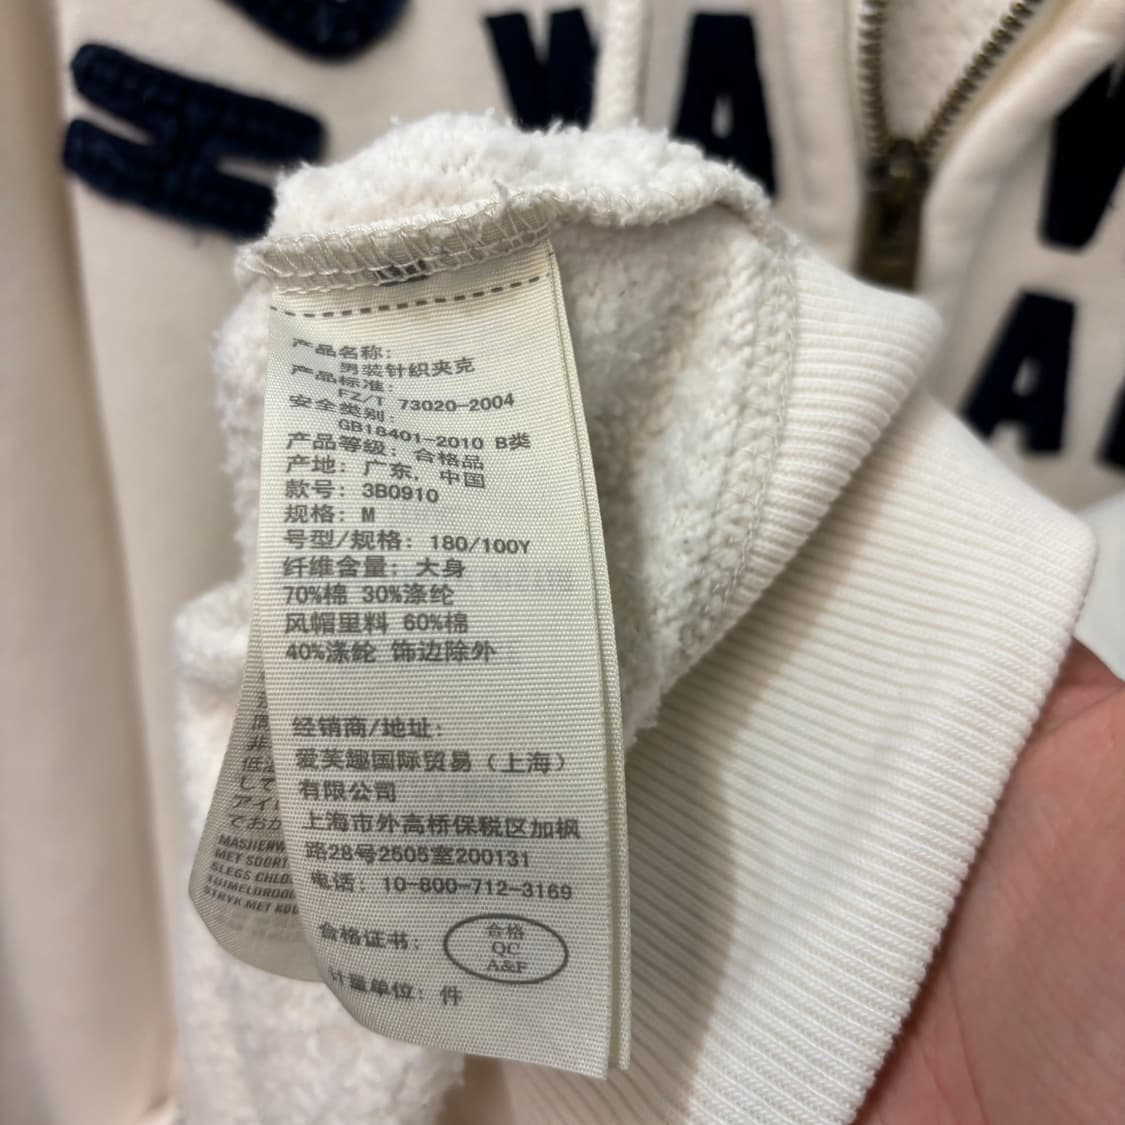 W
A
A
产品名称:
男装针织夹克
产品标准:
FZ/T 73020-2004
安全类别:
GB18401-2010 B类
产品等級: 合格品
产地: 广东, 中国
款号: 3B0910
规格: M
号型/规格: 180/100Y
纤维含量: 大身
70%棉 30%涤纶
风帽里料 60%棉
40%涤纶 饰边除外
经销商/地址:
爱芙趣国际贸易（上海）
有限公司
上海市外高桥保税区加枫
路28号2505室200131
电话: 10-800-712-3169
合格证书:
合格
QC
A&F
计量单位: 件
MET SOORT